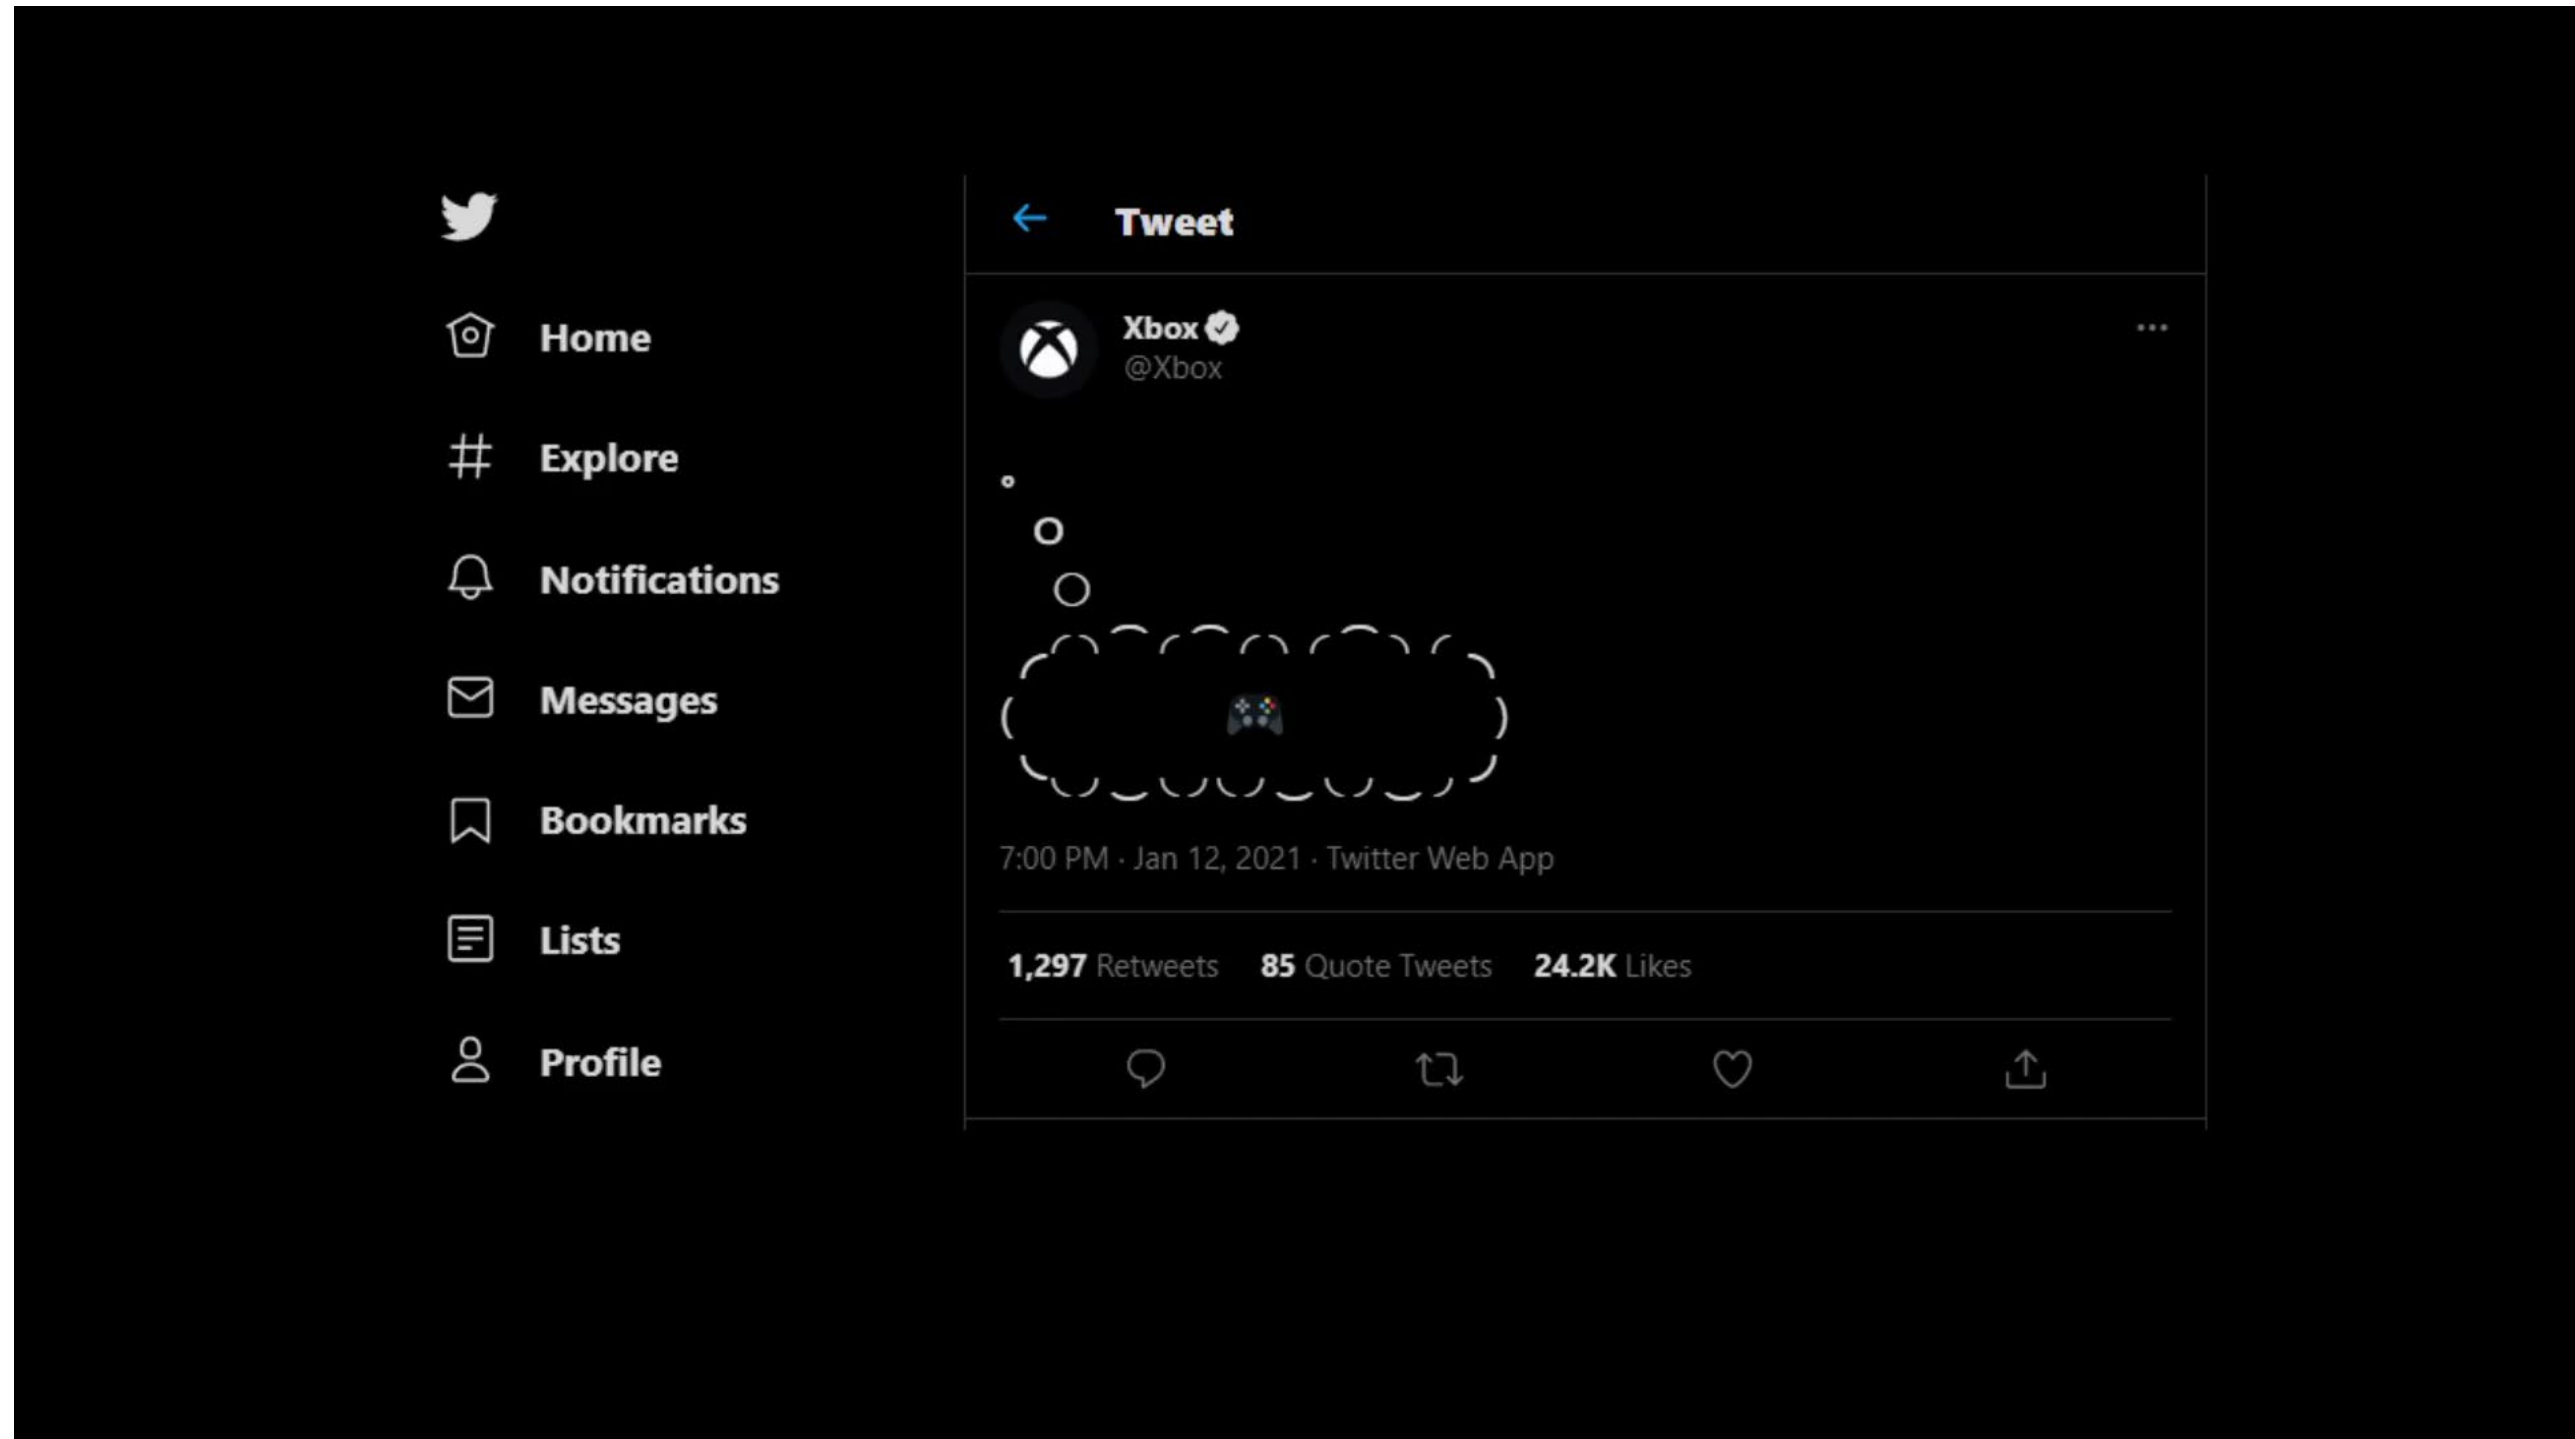 Home
Explore
Notifications
Messages
Bookmarks
Lists
Profile
Tweet
Xbox
@Xbox
🎮
7:00 PM · Jan 12, 2021 · Twitter Web App
1,297 Retweets 85 Quote Tweets 24.2K Likes